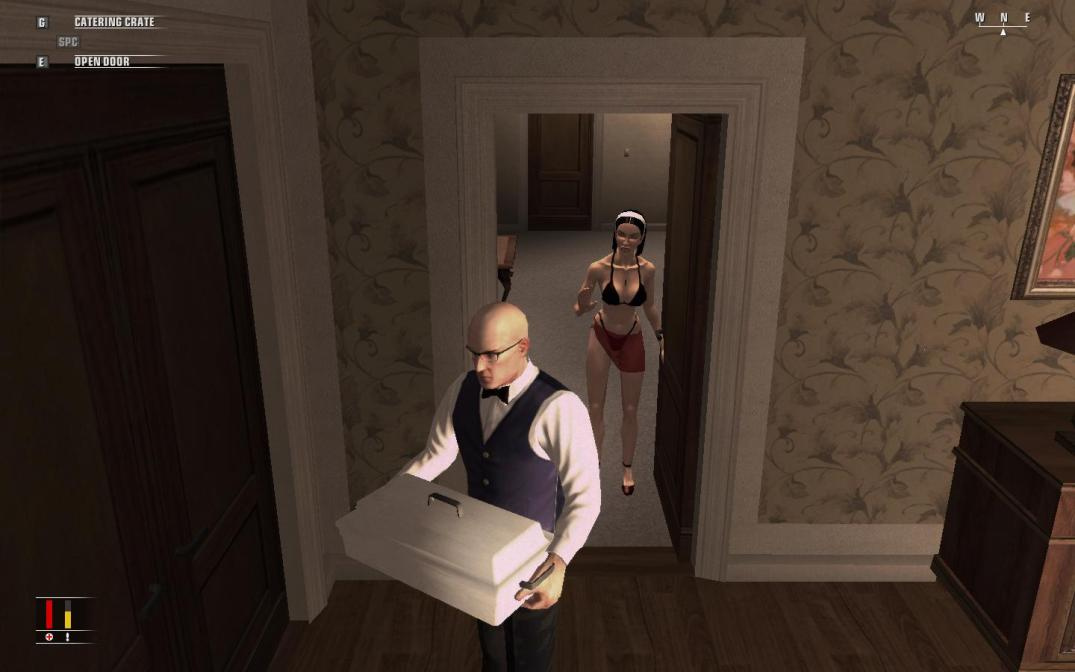 G CATERING CRATE
SPC
E OPEN DOOR
W N E